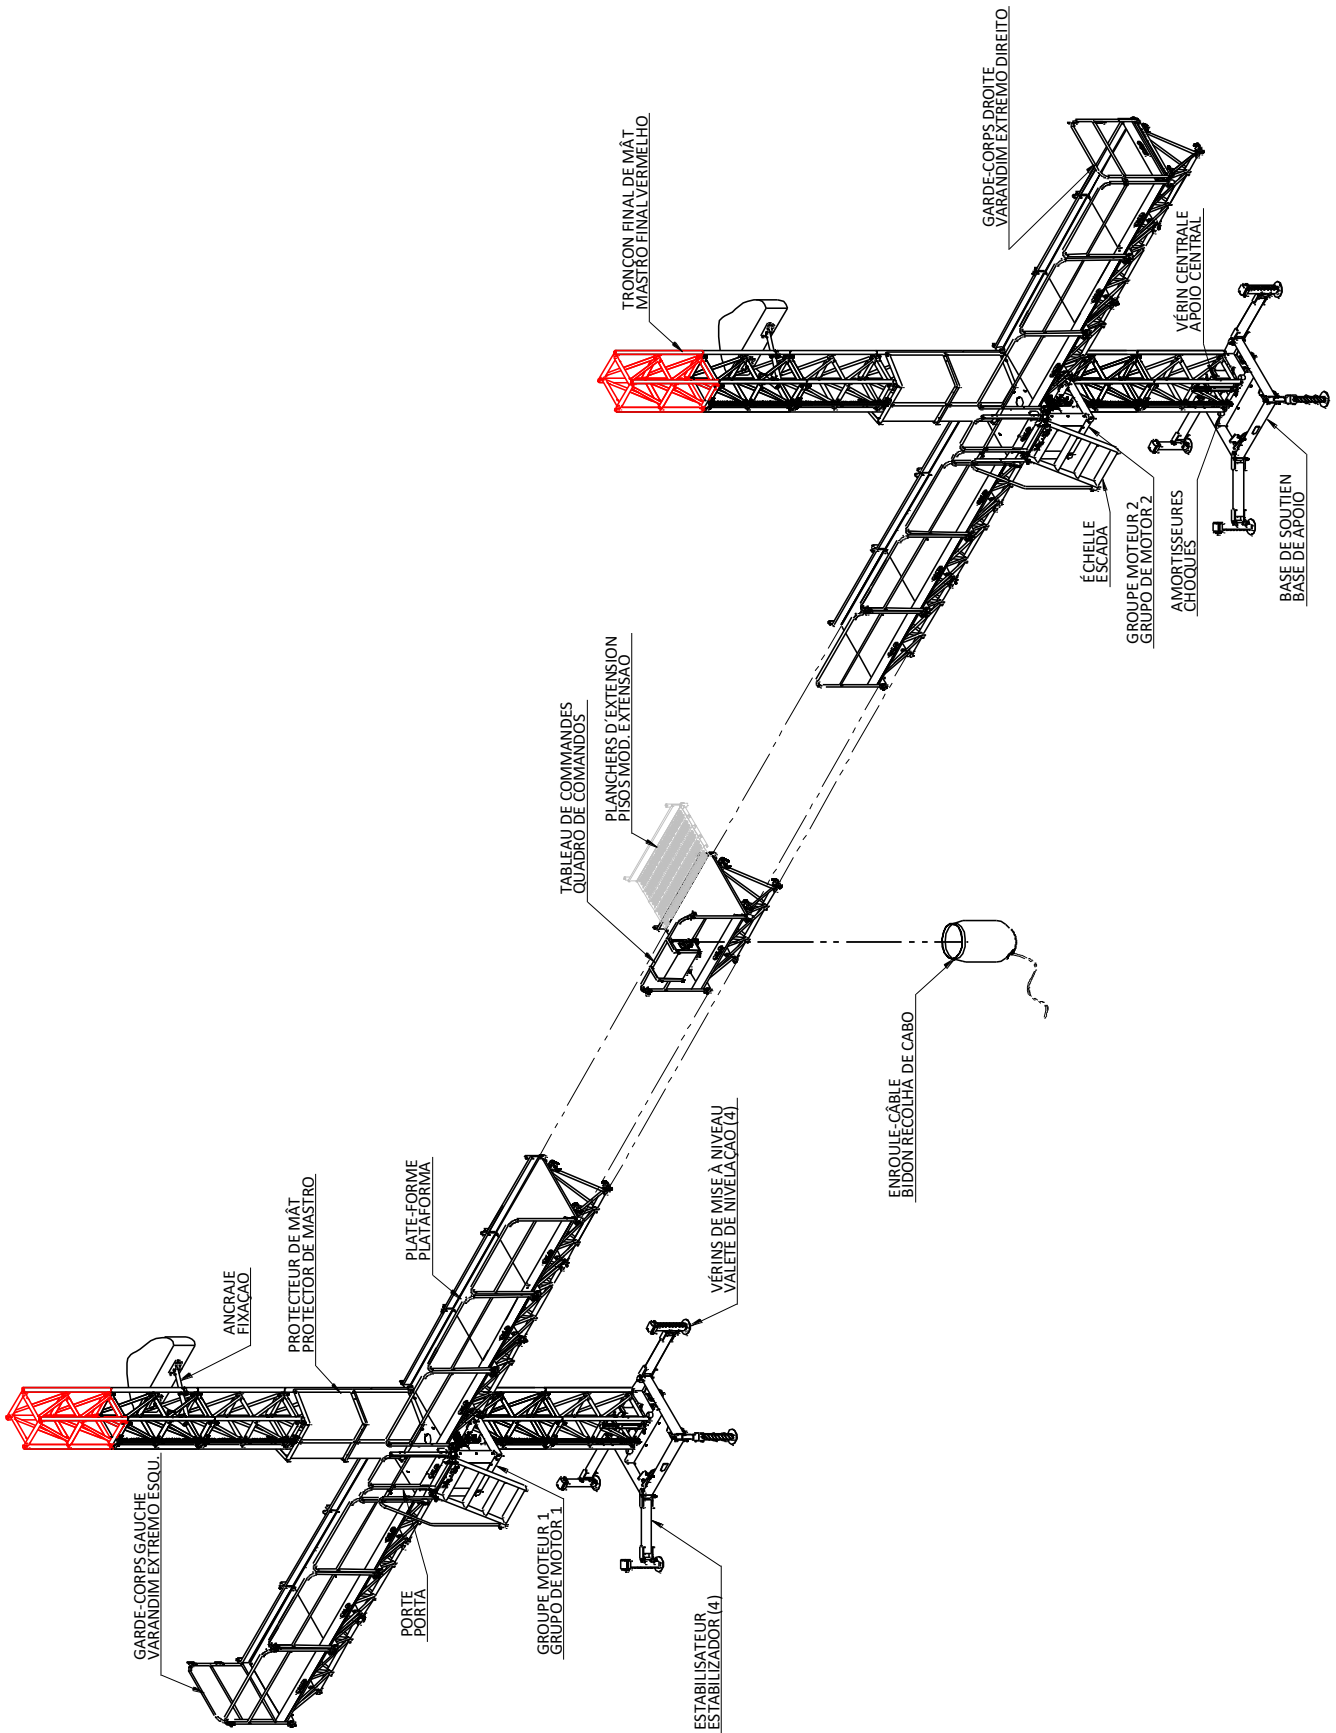 GARDE-CORPS GAUCHE
VARANDIM EXTREMO ESQU.
ANCRAJE
FIXAÇAO
PROTECTEUR DE MÂT
PROTECTOR DE MASTRO
PORTE
PORTA
PLATE-FORME
PLATAFORMA
GROUPE MOTEUR 1
GRUPO DE MOTOR 1
ESTABILISATEUR
ESTABILIZADOR (4)
VÉRINS DE MISE À NIVEAU
VALETE DE NIVELAÇAO (4)
TABLEAU DE COMMANDES
QUADRO DE COMANDOS
PLANCHERS D´EXTENSION
PISOS MOD. EXTENSAO
ENROULE-CÂBLE
BIDON RECOLHA DE CABO
TRONÇON FINAL DE MÂT
MASTRO FINAL VERMELHO
GARDE-CORPS DROITE
VARANDIM EXTREMO DIREITO
ÉCHELLE
ESCADA
GROUPE MOTEUR 2
GRUPO DE MOTOR 2
AMORTISSEURES
CHOQUES
VÉRIN CENTRALE
APOIO CENTRAL
BASE DE SOUTIEN
BASE DE APOIO